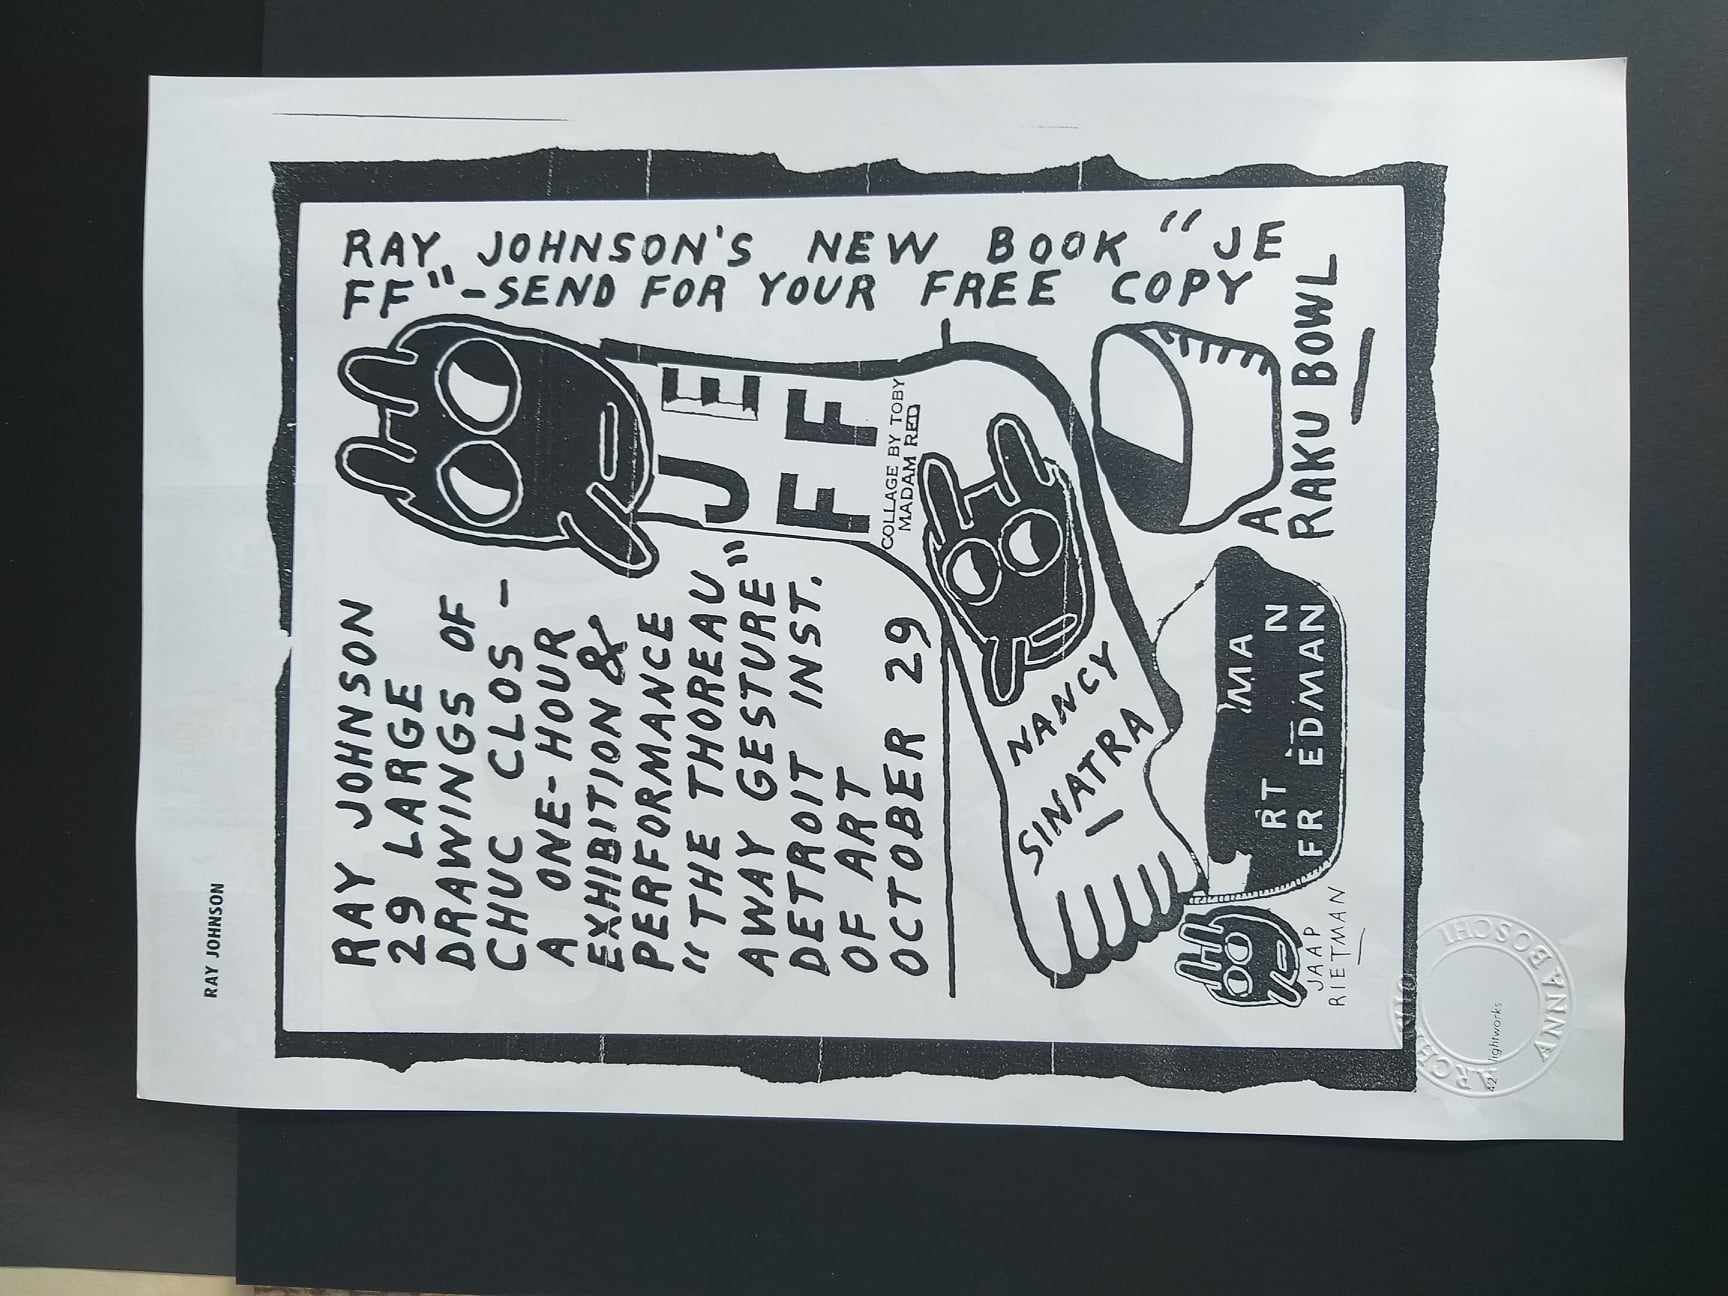 RAY JOHNSON
RAY JOHNSON'S NEW BOOK "JE
FF"-SEND FOR YOUR FREE COPY
RAY JOHNSON
29 LARGE
DRAWINGS OF
CHUC CLOS-
A ONE-HOUR
EXHIBITION &
PERFORMANCE
"THE THOREAU
AWAY GESTURE"
DETROIT INST.
OF ART
OCTOBER 29
JE
FF
COLLAGE BY TOBY
MADAM RED
NANCY
SINATRA
A
RAKU BOWL
MA
RT N
FR EDMAN
JAAP
RIETMAN
42 lightworks
ANNA BOSCHI